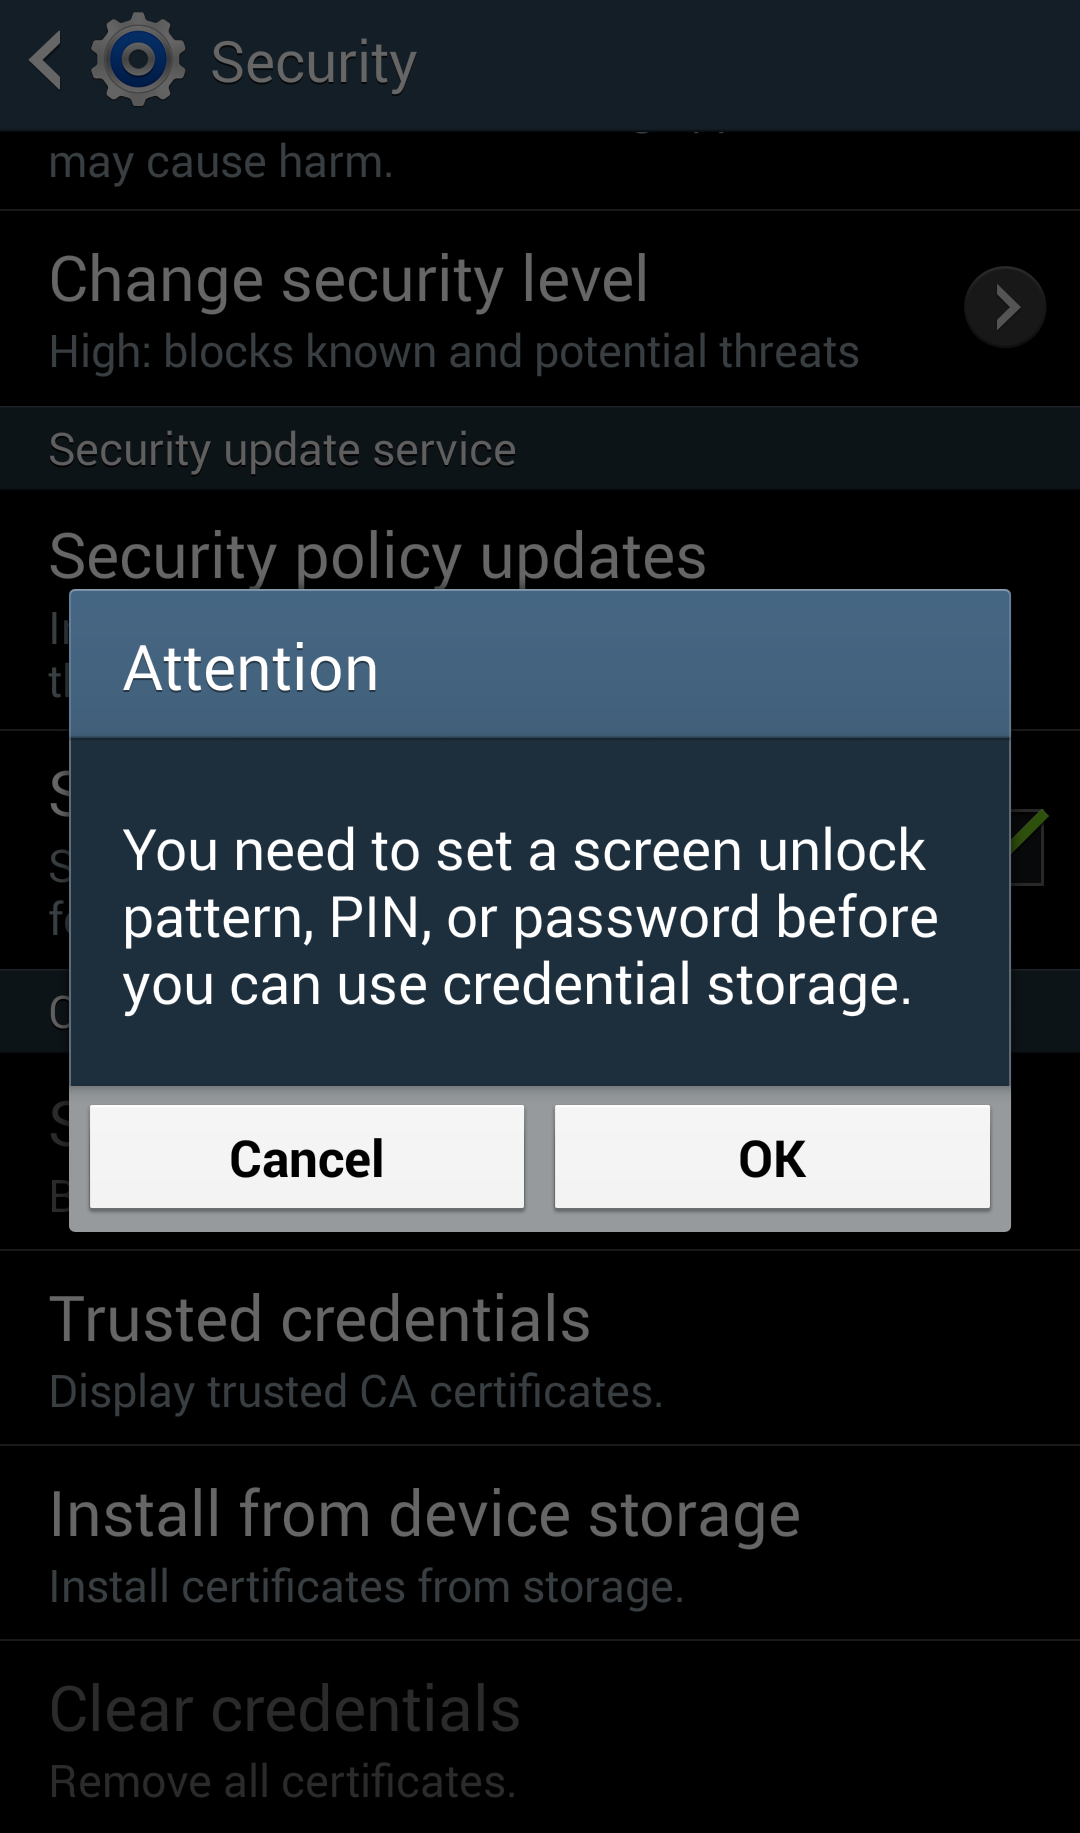 Security
may cause harm.
Change security level
High: blocks known and potential threats
Security update service
Security policy updates
Attention
You need to set a screen unlock
pattern, PIN, or password before
you can use credential storage.
Cancel OK
Trusted credentials
Display trusted CA certificates.
Install from device storage
Install certificates from storage.
Clear credentials
Remove all certificates.